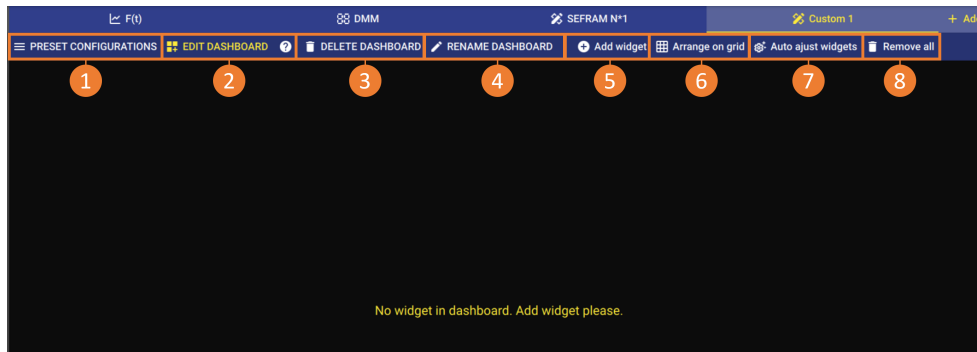 F(t) DMM SEFRAM N*1 Custom 1 + Add
PRESET CONFIGURATIONS EDIT DASHBOARD ? DELETE DASHBOARD RENAME DASHBOARD Add widget Arrange on grid Auto ajust widgets Remove all
1 2 3 4 5 6 7 8
No widget in dashboard. Add widget please.